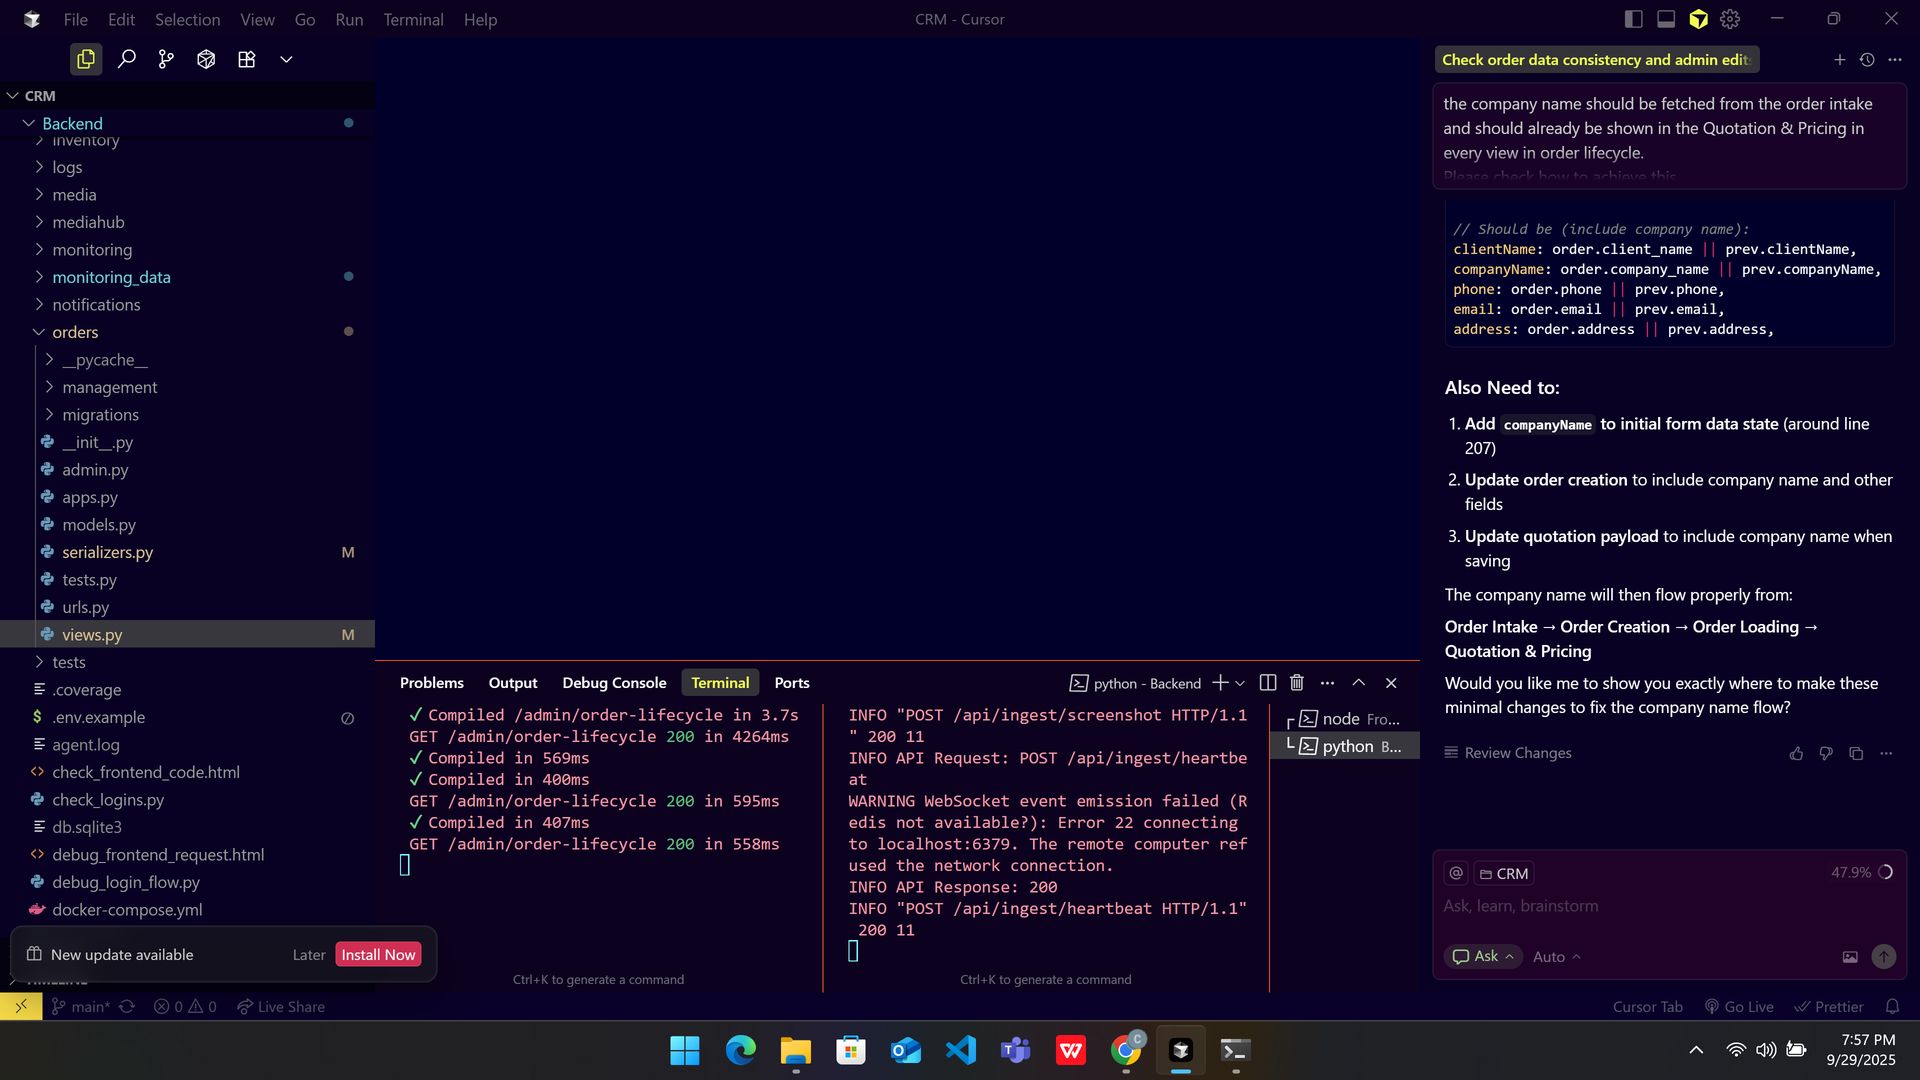 File Edit Selection View Go Run Terminal Help
CRM - Cursor
CRM
Backend
inventory
logs
media
mediahub
monitoring
monitoring_data
notifications
orders
__pycache__
management
migrations
__init__.py
admin.py
apps.py
models.py
serializers.py M
tests.py
urls.py
views.py M
tests
.coverage
.env.example
agent.log
check_frontend_code.html
check_logins.py
db.sqlite3
debug_frontend_request.html
debug_login_flow.py
docker-compose.yml
New update available Later Install Now
TIMELINE
Problems Output Debug Console Terminal Ports
python - Backend
✓ Compiled /admin/order-lifecycle in 3.7s
GET /admin/order-lifecycle 200 in 4264ms
✓ Compiled in 569ms
✓ Compiled in 400ms
GET /admin/order-lifecycle 200 in 595ms
✓ Compiled in 407ms
GET /admin/order-lifecycle 200 in 558ms
Ctrl+K to generate a command
INFO "POST /api/ingest/screenshot HTTP/1.1
" 200 11
INFO API Request: POST /api/ingest/heartbe
at
WARNING WebSocket event emission failed (R
edis not available?): Error 22 connecting
to localhost:6379. The remote computer ref
used the network connection.
INFO API Response: 200
INFO "POST /api/ingest/heartbeat HTTP/1.1"
200 11
Ctrl+K to generate a command
node Fro...
python B...
Check order data consistency and admin edit
the company name should be fetched from the order intake
and should already be shown in the Quotation & Pricing in
every view in order lifecycle.
Please check how to achieve this
// Should be (include company name):
clientName: order.client_name || prev.clientName,
companyName: order.company_name || prev.companyName,
phone: order.phone || prev.phone,
email: order.email || prev.email,
address: order.address || prev.address,
Also Need to:
1. Add companyName to initial form data state (around line
207)
2. Update order creation to include company name and other
fields
3. Update quotation payload to include company name when
saving
The company name will then flow properly from:
Order Intake → Order Creation → Order Loading →
Quotation & Pricing
Would you like me to show you exactly where to make these
minimal changes to fix the company name flow?
Review Changes
@ CRM 47.9%
Ask, learn, brainstorm
Ask Auto
main* 0 0 Live Share
Cursor Tab Go Live Prettier
7:57 PM
9/29/2025